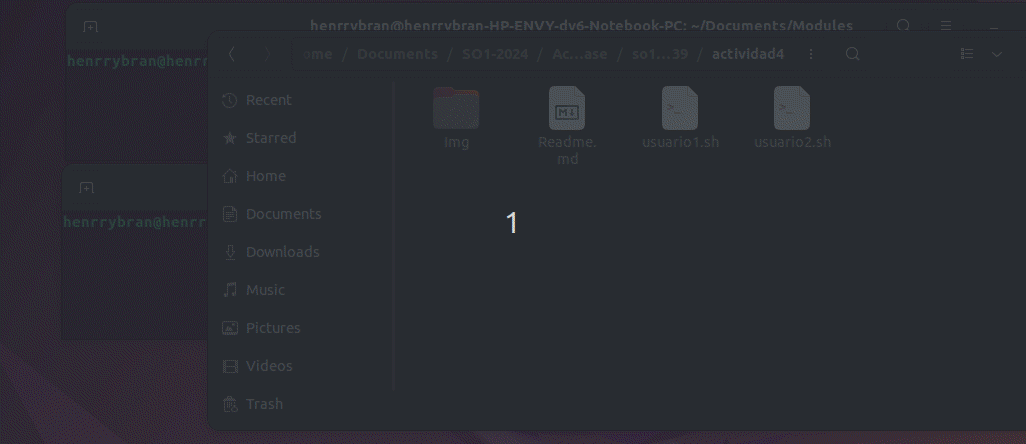 henrrybran@henrrybran-HP-ENVY-dv6-Notebook-PC: ~/Documents/Modules
henrrybran@henrr
ome / Documents / SO1-2024 / Ac…ase / so1…39 / actividad4
Recent
Starred
Home
Documents
Downloads
Music
Pictures
Videos
Trash
Img
Readme.
md
usuario1.sh
usuario2.sh
henrrybran@henrr
1